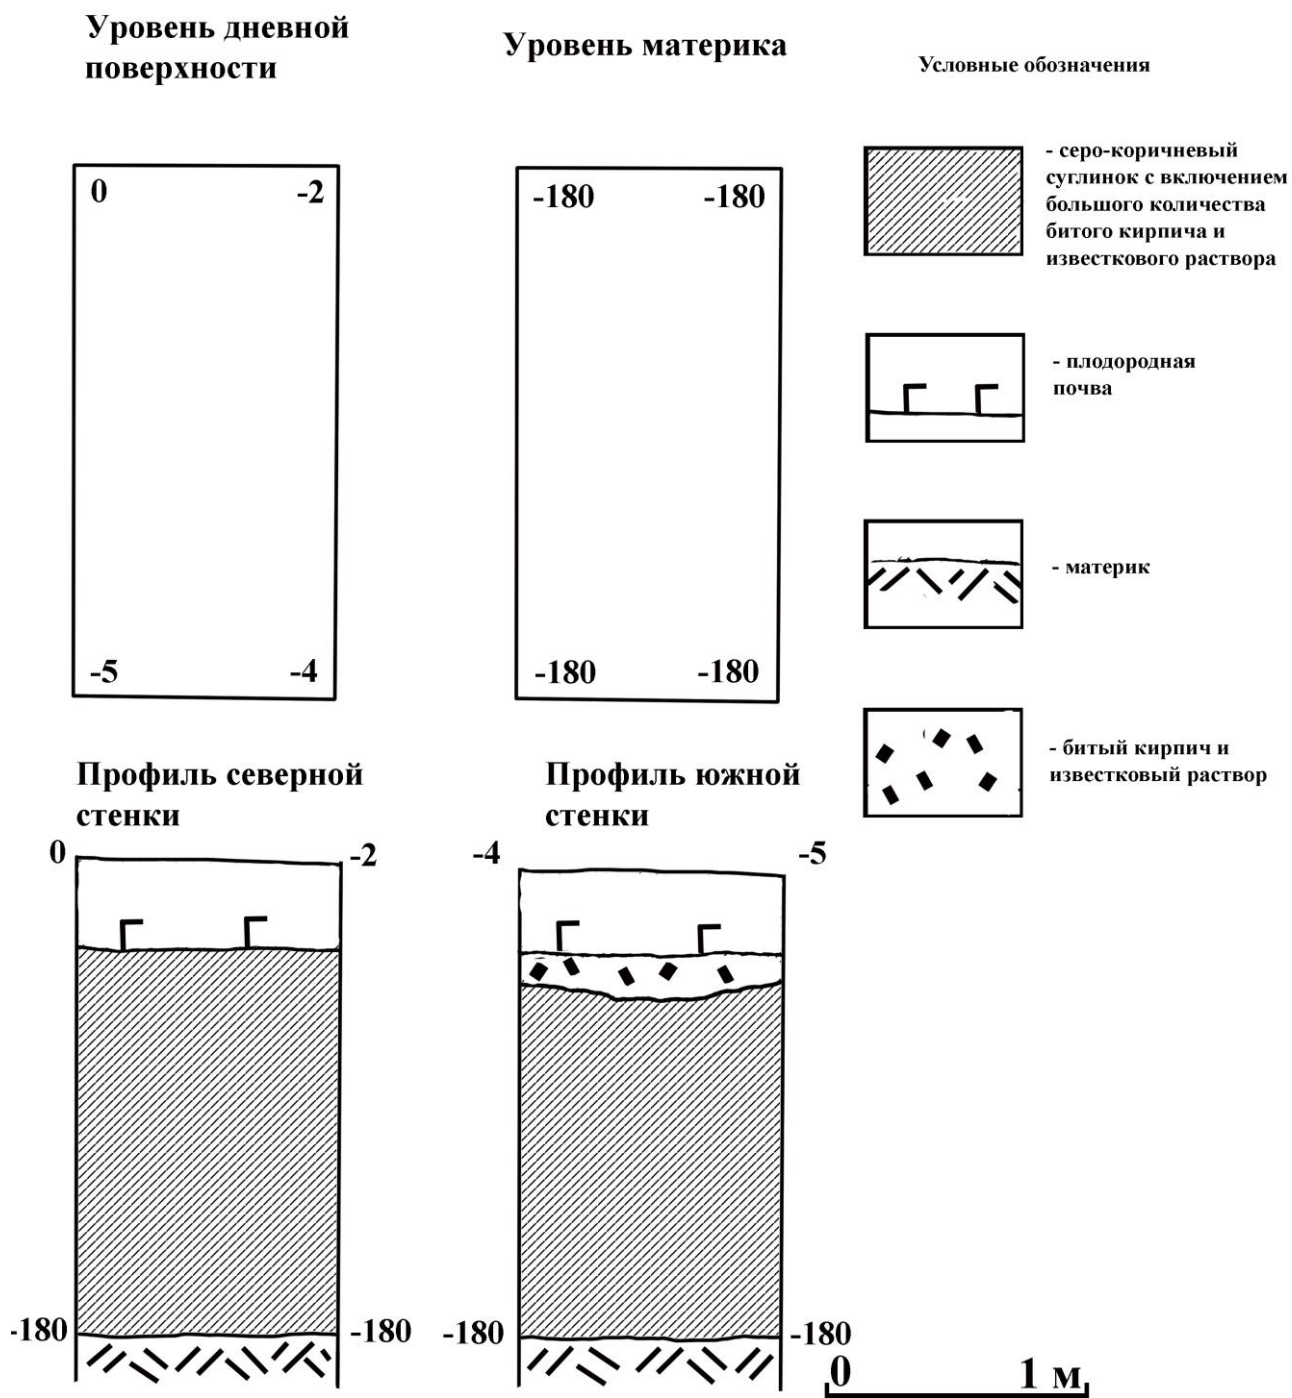 Уровень дневной
поверхности
Уровень материка
Условные обозначения
0 -2
-5 -4
-180 -180
-180 -180
- серо-коричневый
суглинок с включением
большого количества
битого кирпича и
известкового раствора
- плодородная
почва
- материк
- битый кирпич и
известковый раствор
Профиль северной
стенки
0 -2
-180 -180
Профиль южной
стенки
-4 -5
-180 -180
0 1 м